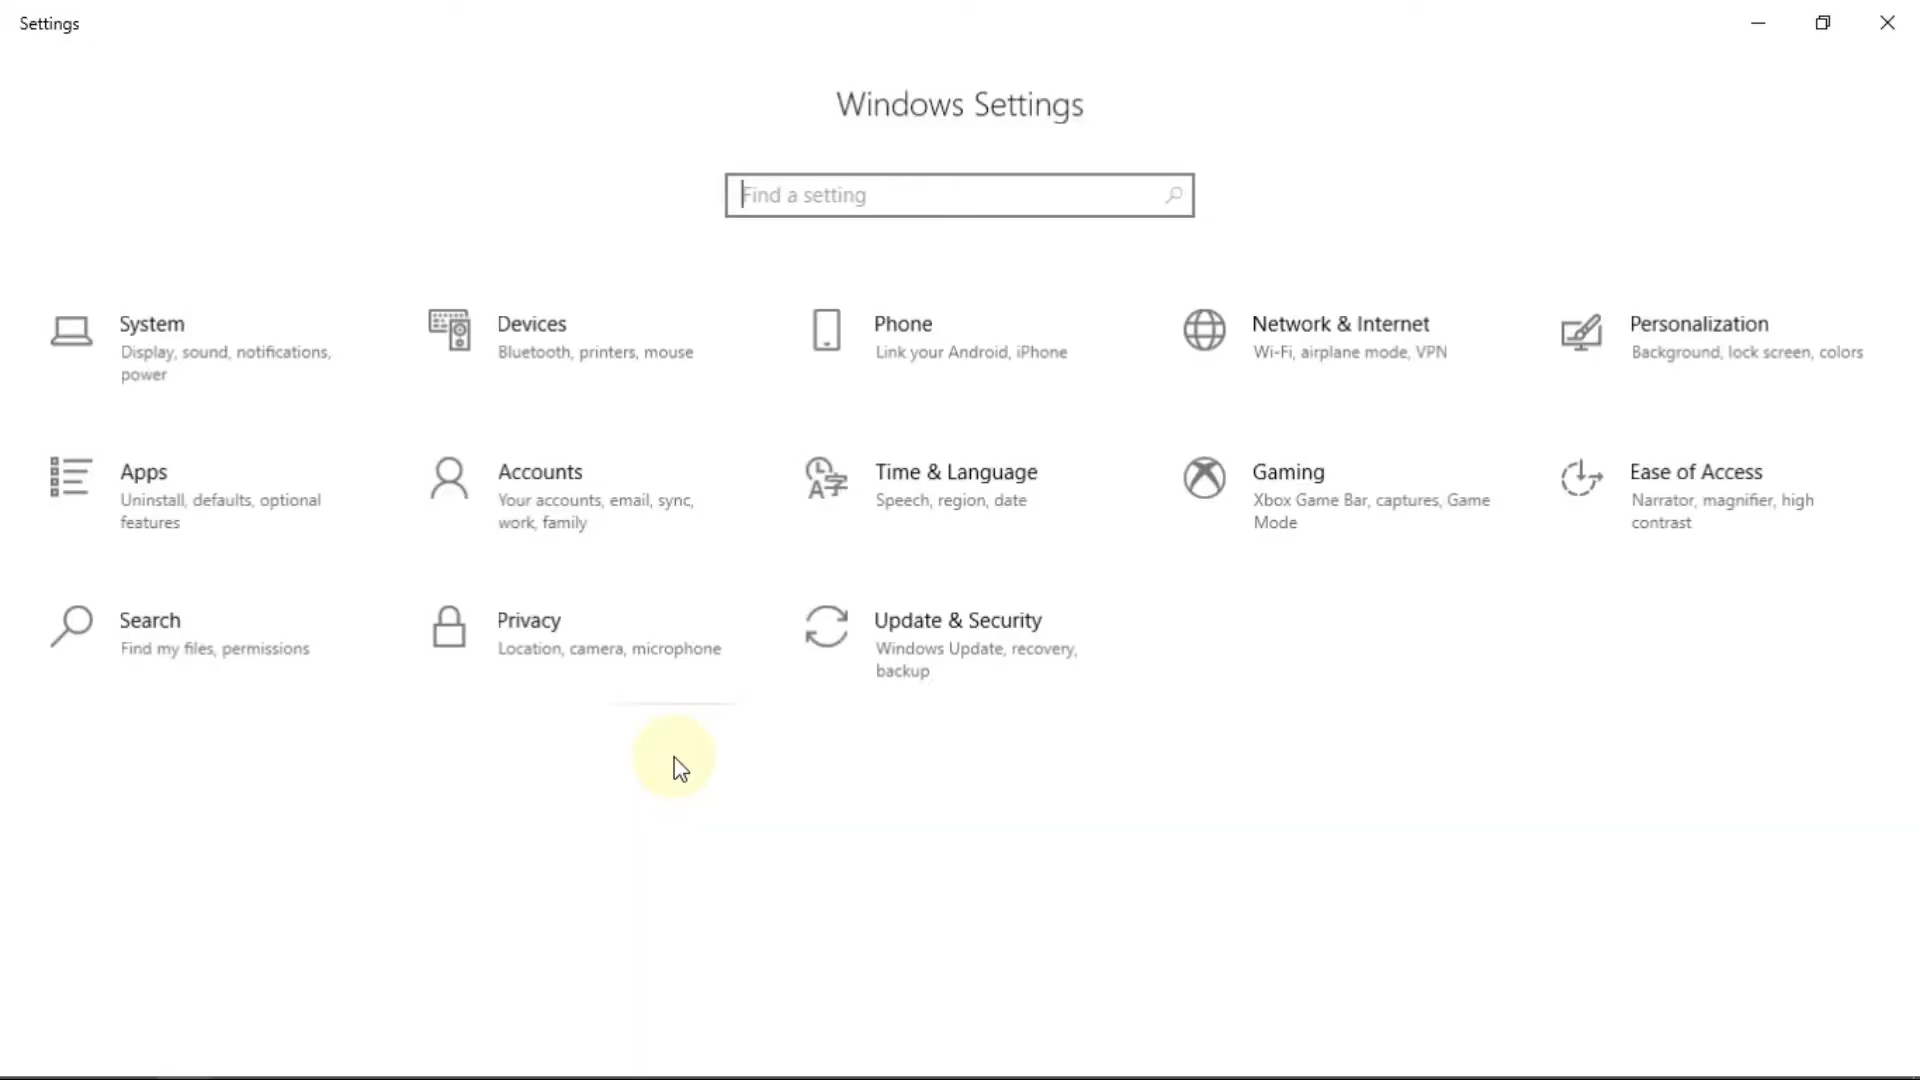 Settings
Windows Settings
Find a setting
System
Display, sound, notifications,
power
Devices
Bluetooth, printers, mouse
Phone
Link your Android, iPhone
Network & Internet
Wi-Fi, airplane mode, VPN
Personalization
Background, lock screen, colors
Apps
Uninstall, defaults, optional
features
Accounts
Your accounts, email, sync,
work, family
Time & Language
Speech, region, date
Gaming
Xbox Game Bar, captures, Game
Mode
Ease of Access
Narrator, magnifier, high
contrast
Search
Find my files, permissions
Privacy
Location, camera, microphone
Update & Security
Windows Update, recovery,
backup